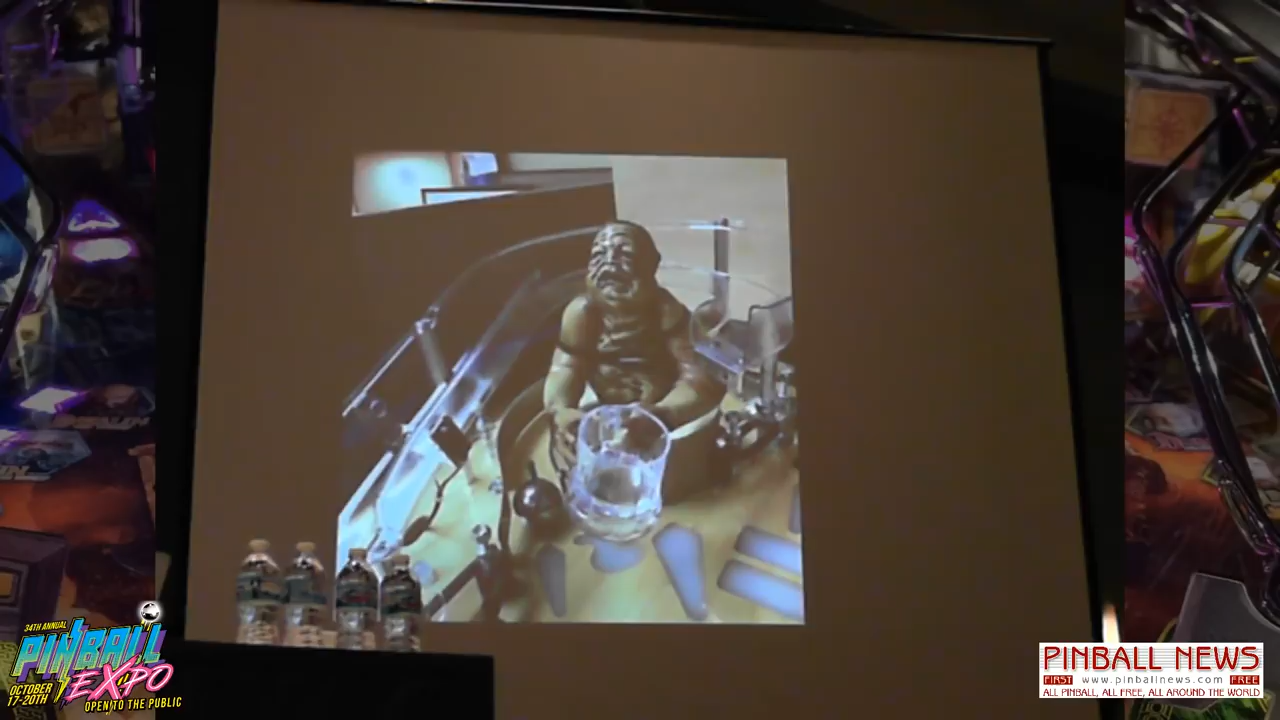 34TH ANNUAL
PINBALL
EXPO
OCTOBER
17-20TH
OPEN TO THE PUBLIC
PINBALL NEWS
FIRST www.pinballnews.com FREE
ALL PINBALL, ALL FREE, ALL AROUND THE WORLD